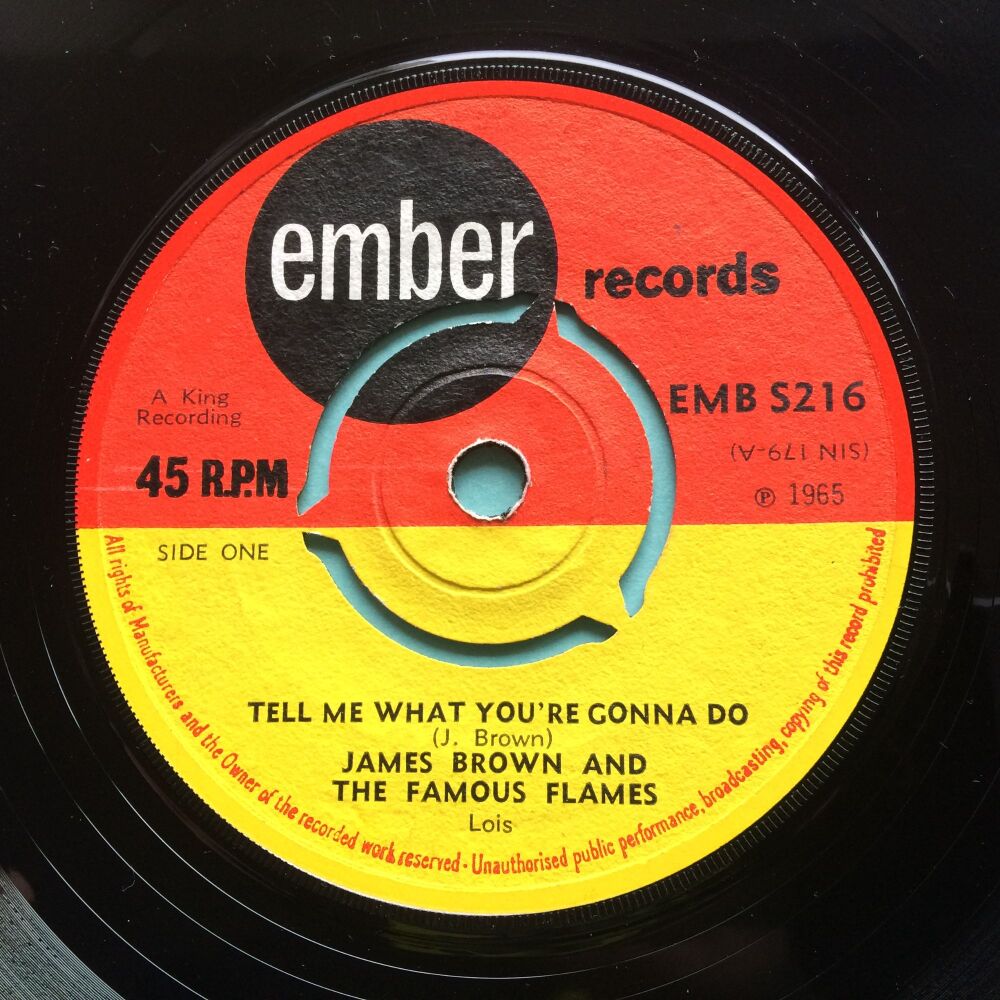 ember
records
A King
Recording
EMB S216
(SIN 179-A)
45 R.P.M
℗ 1965
SIDE ONE
TELL ME WHAT YOU'RE GONNA DO
(J. Brown)
JAMES BROWN AND
THE FAMOUS FLAMES
Lois
All rights of Manufacturers and the Owner of the recorded work reserved - Unauthorised public performance, broadcasting, copying of this record prohibited